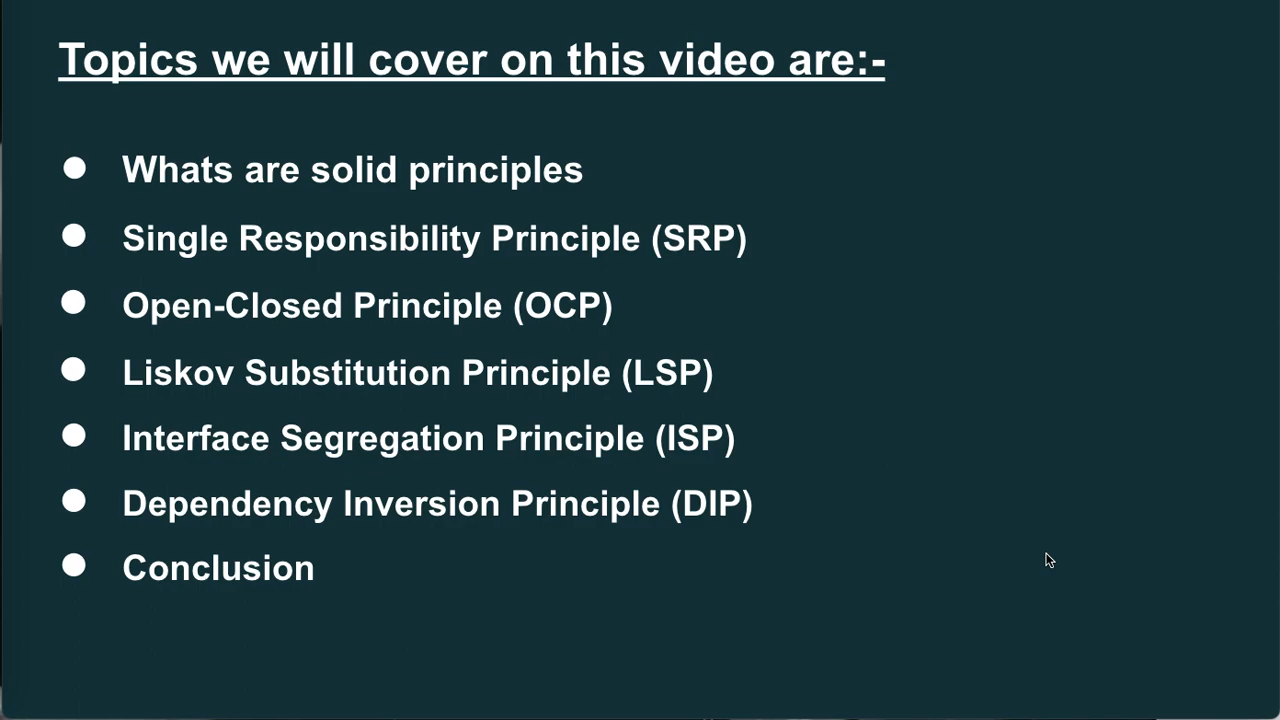 Topics we will cover on this video are:-
● Whats are solid principles
● Single Responsibility Principle (SRP)
● Open-Closed Principle (OCP)
● Liskov Substitution Principle (LSP)
● Interface Segregation Principle (ISP)
● Dependency Inversion Principle (DIP)
● Conclusion